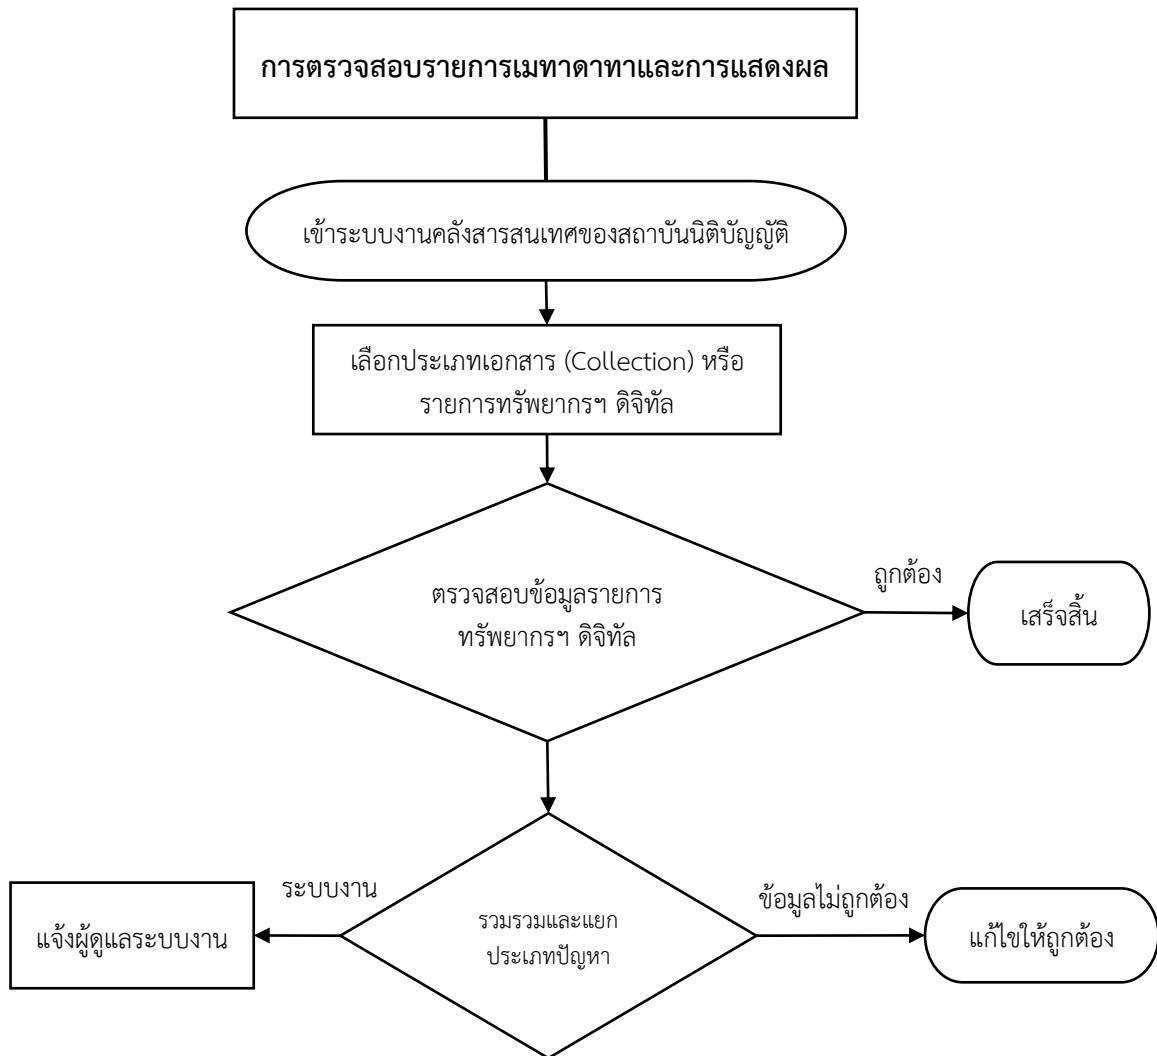 การตรวจสอบรายการเมทาดาทาและการแสดงผล
เข้าระบบงานคลังสารสนเทศของสถาบันนิติบัญญัติ
เลือกประเภทเอกสาร (Collection) หรือ
รายการทรัพยากรฯ ดิจิทัล
ตรวจสอบข้อมูลรายการ
ทรัพยากรฯ ดิจิทัล
ถูกต้อง
เสร็จสิ้น
ระบบงาน
แจ้งผู้ดูแลระบบงาน
รวมรวมและแยก
ประเภทปัญหา
ข้อมูลไม่ถูกต้อง
แก้ไขให้ถูกต้อง